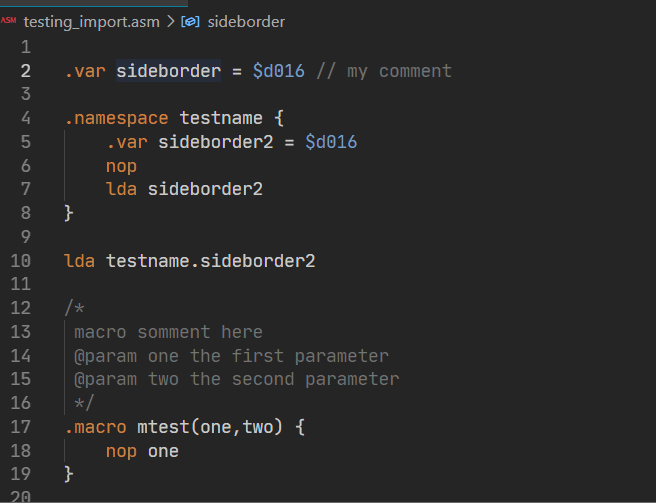 ASM testing_import.asm > sideborder
1
2 .var sideborder = $d016 // my comment
3
4 .namespace testname {
5 .var sideborder2 = $d016
6 nop
7 lda sideborder2
8 }
9
10 lda testname.sideborder2
11
12 /*
13 macro somment here
14 @param one the first parameter
15 @param two the second parameter
16 */
17 .macro mtest(one,two) {
18 nop one
19 }
20